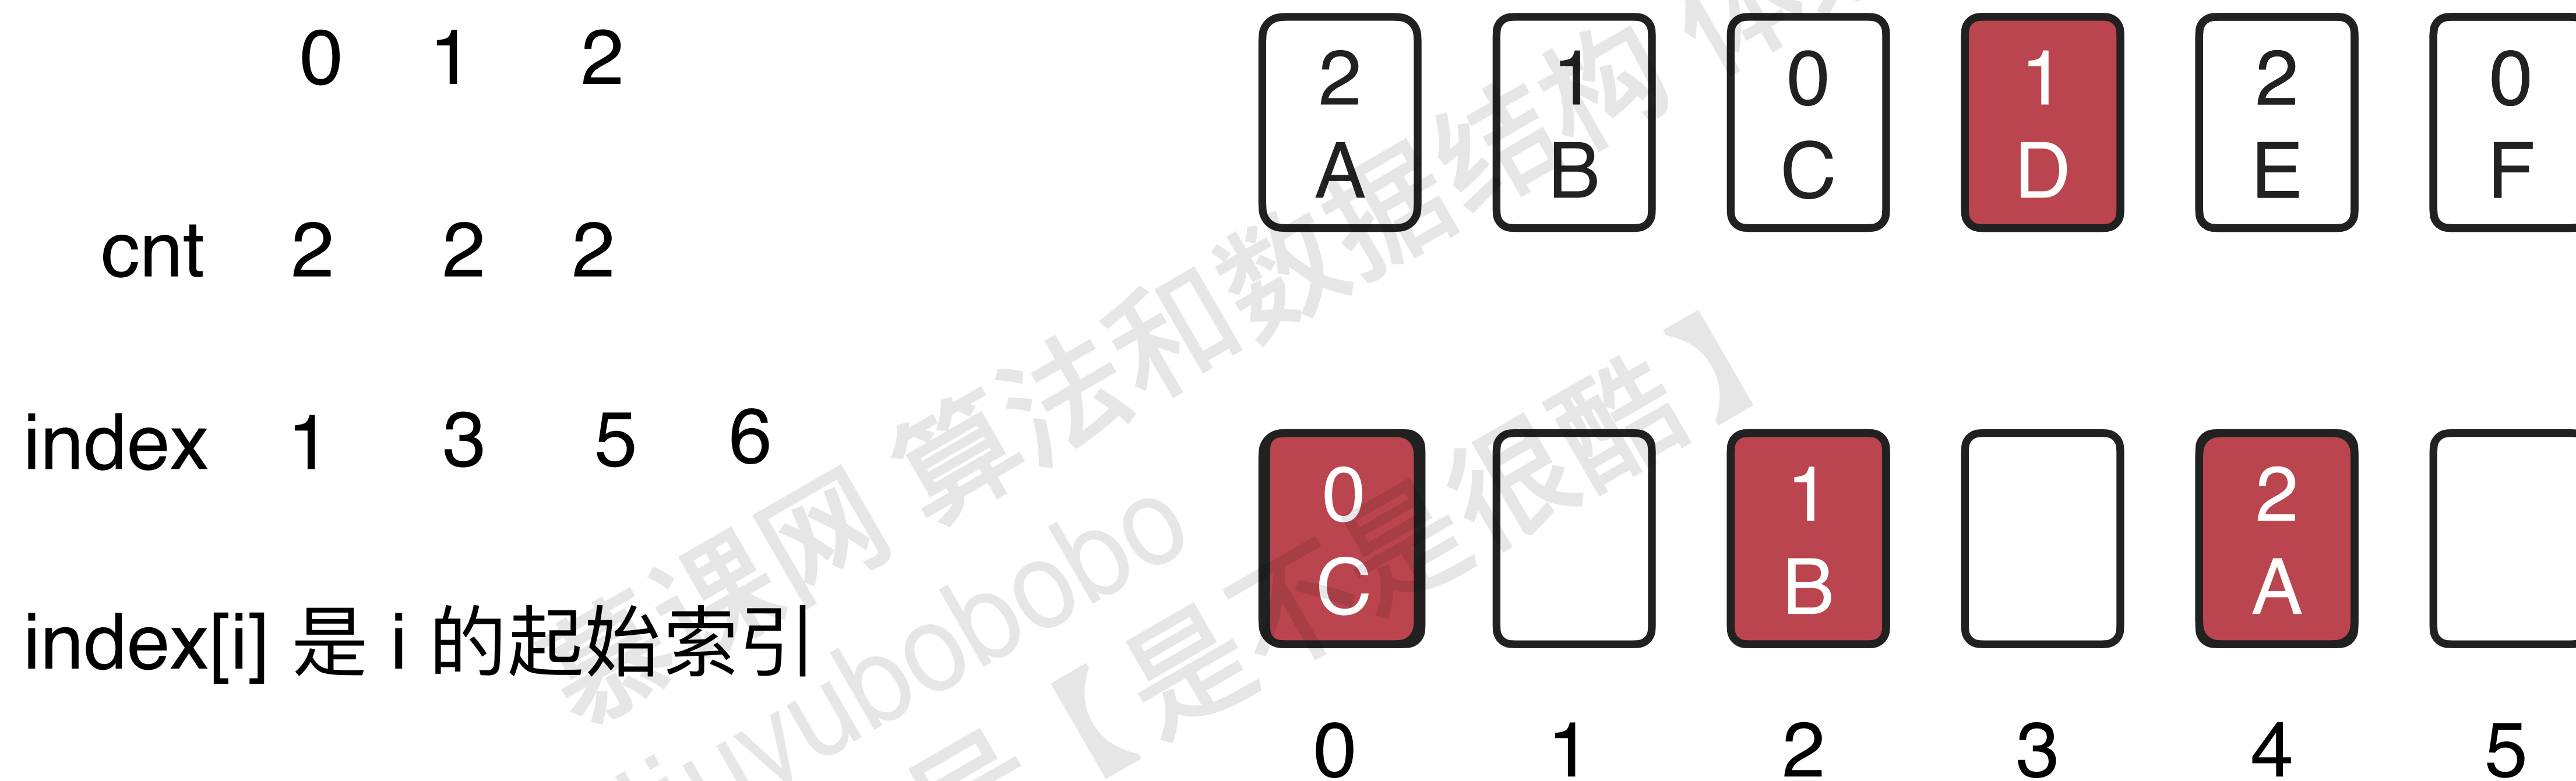 0 1 2
2 1 0 1 2 0
A B C D E F
cnt 2 2 2
index 1 3 5 6
0 1 2
C B A
index[i] 是 i 的起始索引
0 1 2 3 4 5
慕课网 算法和数据结构 体
liuyubobobo
号【是不是很酷】